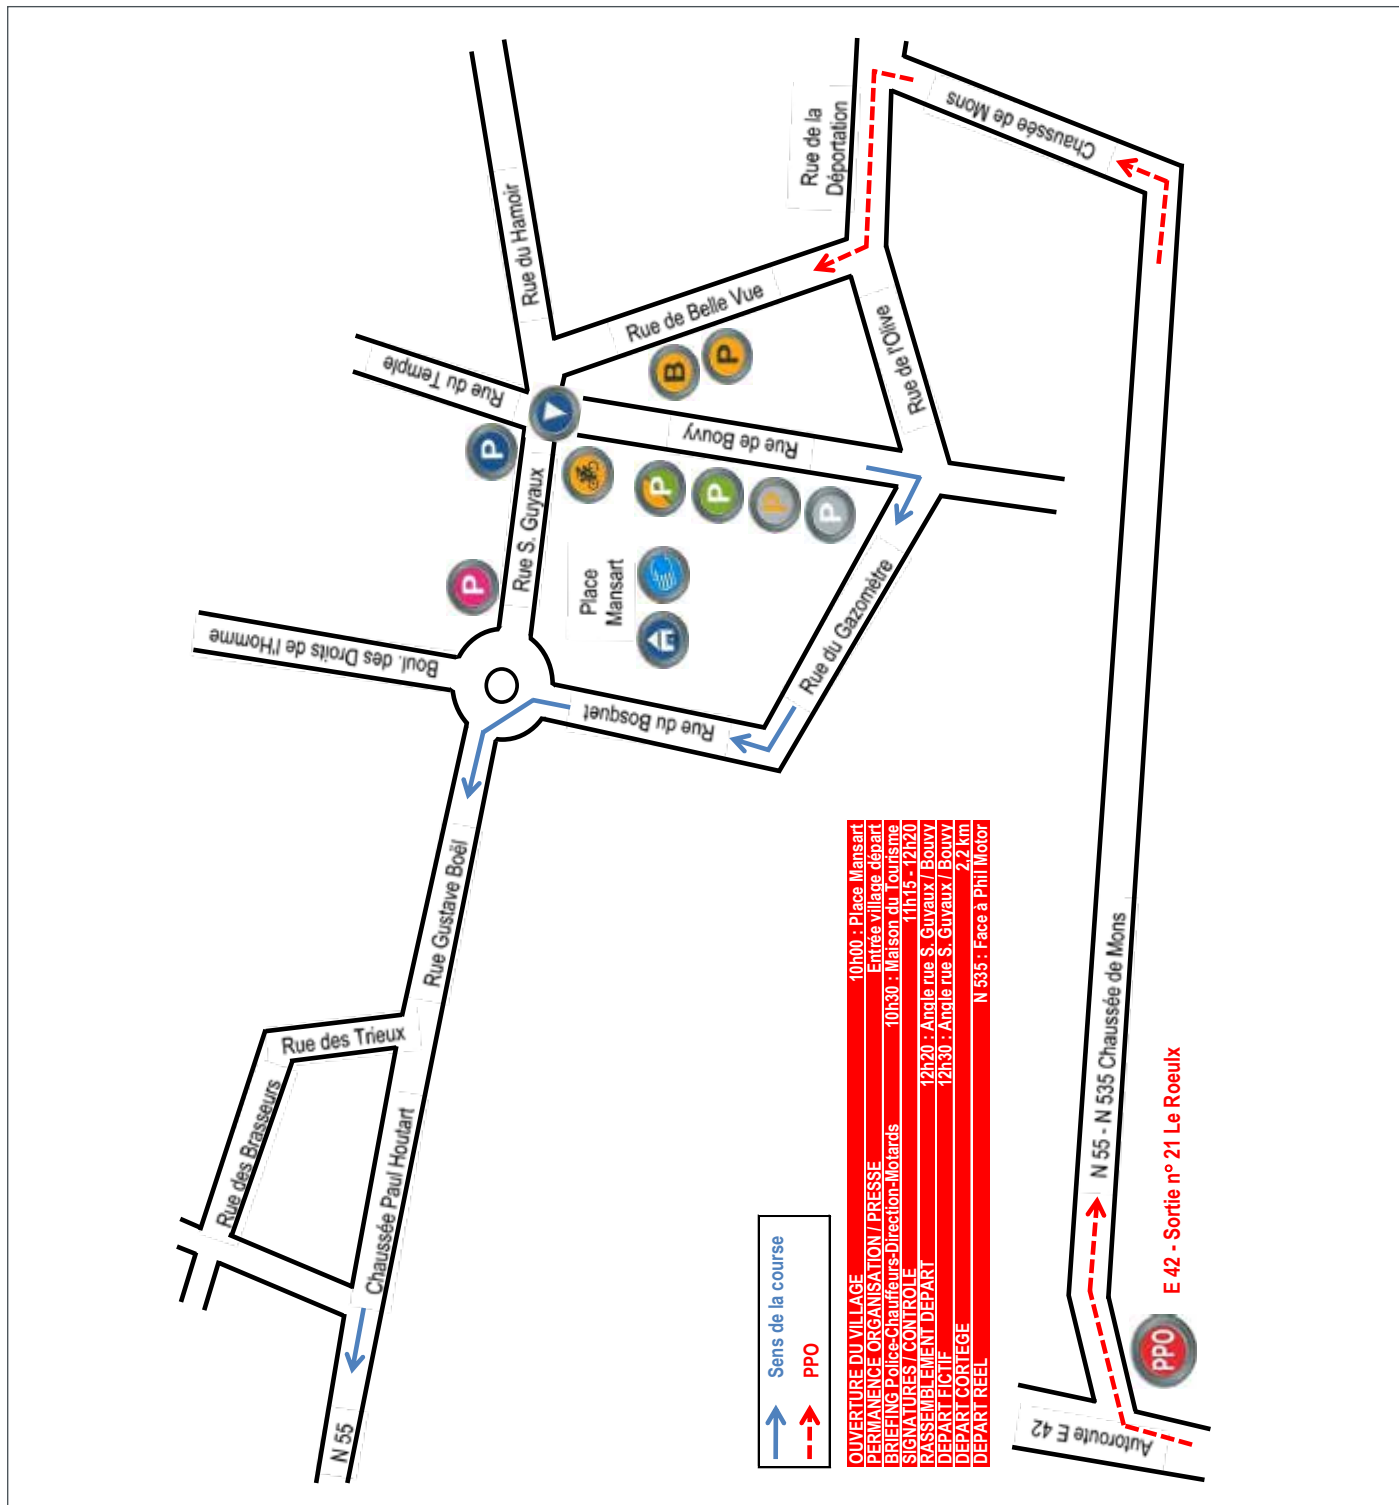 Rue du Hamoir
Rue de la
Déportation
Chaussée de Mons
Rue du Temple
Rue de Belle Vue
Rue de l'Olive
B
P
P
Rue S. Guyaux
Rue de Bouvy
P
P
P
P
P
Place
Mansart
Boul. des Droits de l'Homme
Rue du Bosquet
Rue du Gazomètre
Rue Gustave Boël
Rue des Trieux
Rue des Brasseurs
Chaussée Paul Houtart
N 55
N 55 - N 535 Chaussée de Mons
E 42 - Sortie n° 21 Le Roeulx
PPO
Autoroute E 42
Sens de la course
PPO
OUVERTURE DU VILLAGE 10h00 : Place Mansart
PERMANENCE ORGANISATION / PRESSE Entrée village départ
BRIEFING Police-Chauffeurs-Direction-Motards 10h30 : Maison du Tourisme
SIGNATURES / CONTROLE 11h15 - 12h20
RASSEMBLEMENT DEPART 12h20 : Angle rue S. Guyaux / Bouvy
DEPART FICTIF 12h30 : Angle rue S. Guyaux / Bouvy
DEPART CORTEGE 2,2 km
DEPART REEL N 535 : Face à Phil Motor